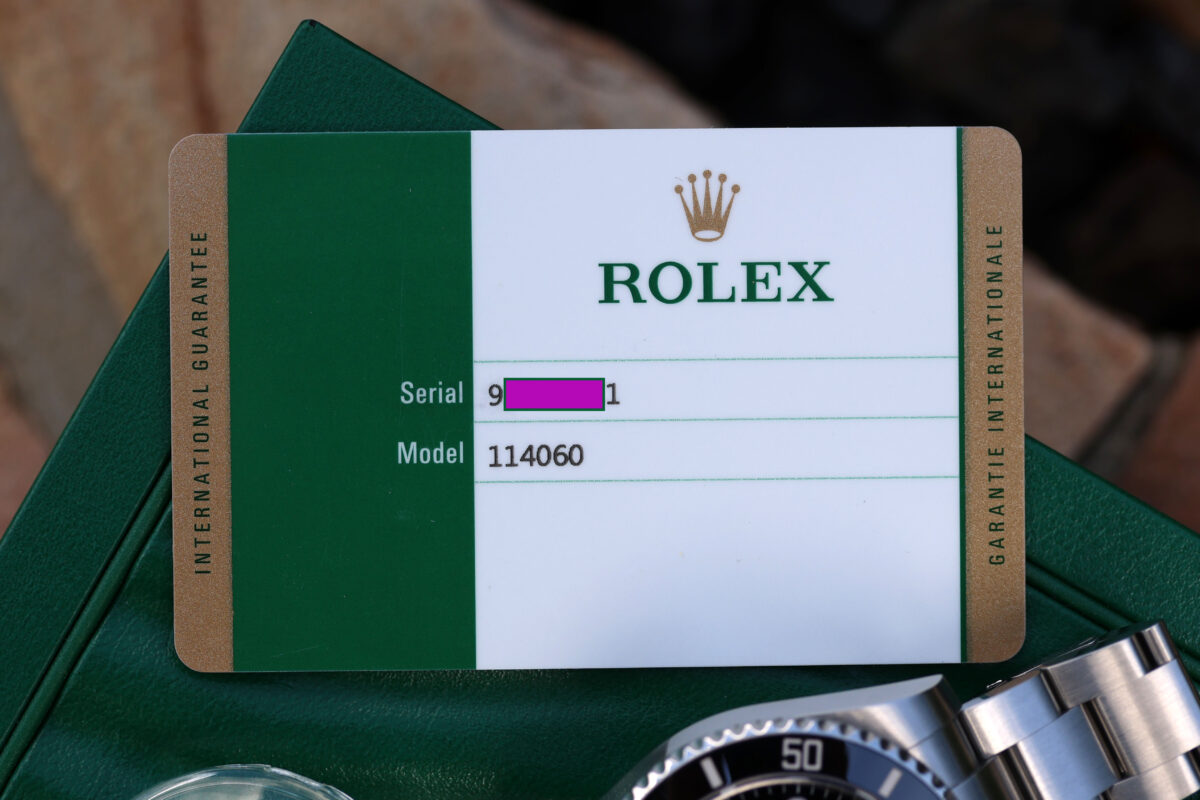 INTERNATIONAL GUARANTEE
ROLEX
Serial 9 1
Model 114060
GARANTIE INTERNATIONALE
50